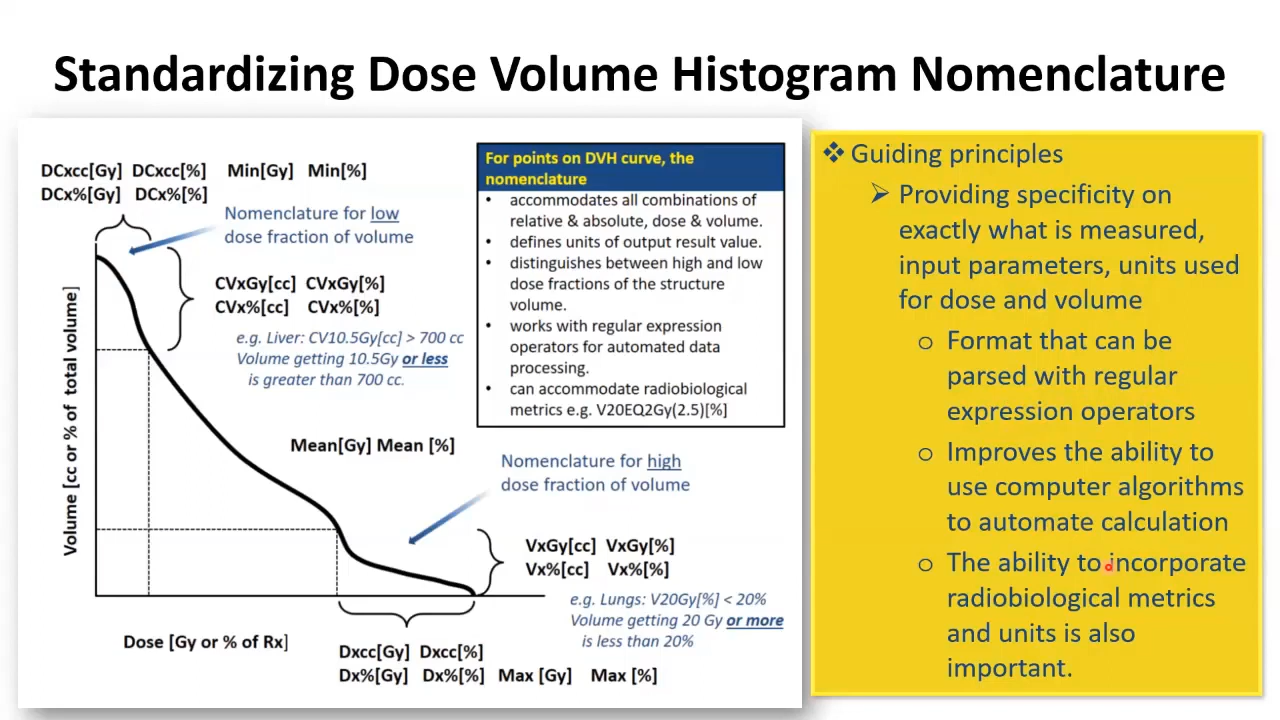 Standardizing Dose Volume Histogram Nomenclature
DCxcc[Gy] DCxcc[%] Min[Gy] Min[%]
DCx%[Gy] DCx%[%]
Nomenclature for low
dose fraction of volume
CVxGy[cc] CVxGy[%]
CVx%[cc] CVx%[%]
e.g. Liver: CV10.5Gy[cc] > 700 cc
Volume getting 10.5Gy or less
is greater than 700 cc.
Volume [cc or % of total volume]
Mean[Gy] Mean [%]
Nomenclature for high
dose fraction of volume
VxGy[cc] VxGy[%]
Vx%[cc] Vx%[%]
e.g. Lungs: V20Gy[%] < 20%
Volume getting 20 Gy or more
is less than 20%
Dose [Gy or % of Rx]
Dxcc[Gy] Dxcc[%]
Dx%[Gy] Dx%[%] Max [Gy] Max [%]
For points on DVH curve, the
nomenclature
• accommodates all combinations of
relative & absolute, dose & volume.
• defines units of output result value.
• distinguishes between high and low
dose fractions of the structure
volume.
• works with regular expression
operators for automated data
processing.
• can accommodate radiobiological
metrics e.g. V20EQ2Gy(2.5)[%]
❖ Guiding principles
➢ Providing specificity on
exactly what is measured,
input parameters, units used
for dose and volume
o Format that can be
parsed with regular
expression operators
o Improves the ability to
use computer algorithms
to automate calculation
o The ability to incorporate
radiobiological metrics
and units is also
important.